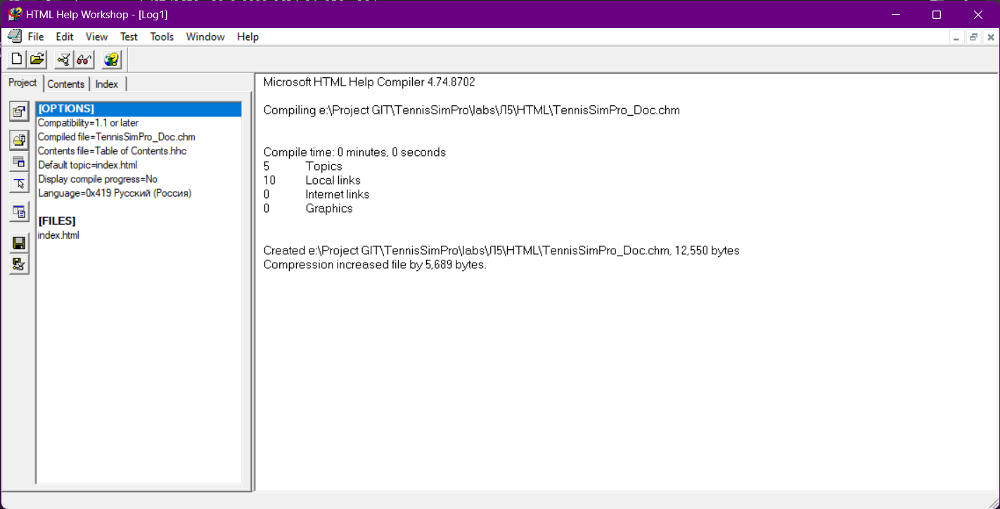 HTML Help Workshop - [Log1]
File Edit View Test Tools Window Help
Project Contents Index
[OPTIONS]
Compatibility=1.1 or later
Compiled file=TennisSimPro_Doc.chm
Contents file=Table of Contents.hhc
Default topic=index.html
Display compile progress=No
Language=0x419 Русский (Россия)
[FILES]
index.html
Microsoft HTML Help Compiler 4.74.8702
Compiling e:\Project GIT\TennisSimPro\labs\Л5\HTML\TennisSimPro_Doc.chm
Compile time: 0 minutes, 0 seconds
5 Topics
10 Local links
0 Internet links
0 Graphics
Created e:\Project GIT\TennisSimPro\labs\Л5\HTML\TennisSimPro_Doc.chm, 12,550 bytes
Compression increased file by 5,689 bytes.